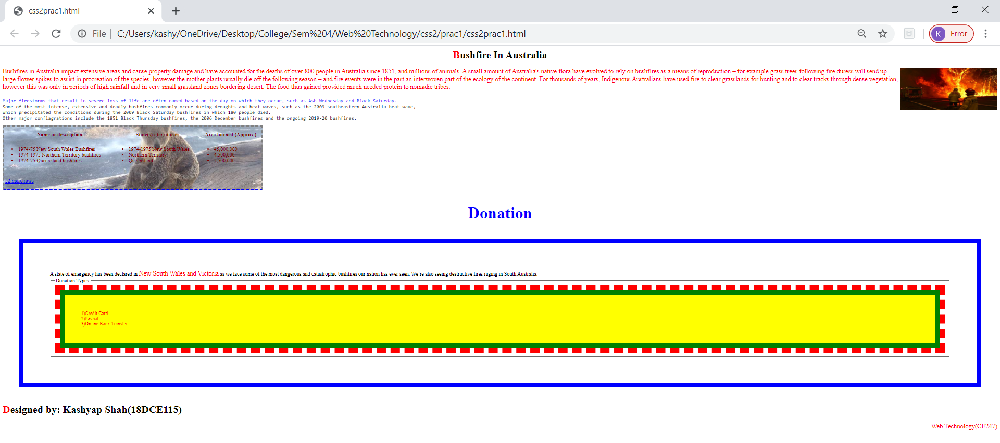 css2prac1.html
File | C:/Users/kashy/OneDrive/Desktop/College/Sem%204/Web%20Technology/css2/prac1/css2prac1.html
K Error
Bushfire In Australia
Bushfires in Australia impact extensive areas and cause property damage and have accounted for the deaths of over 800 people in Australia since 1851, and millions of animals. A small amount of Australia's native flora have evolved to rely on bushfires as a means of reproduction – for example grass trees following fire duress will send up
large flower spikes to assist in procreation of the species, however the mother plants usually die off the following season – and fire events were in the past an interwoven part of the ecology of the continent. For thousands of years, Indigenous Australians have used fire to clear grasslands for hunting and to clear tracks through dense vegetation,
however this was only in periods of high rainfall and in very small grassland zones bordering desert. The food thus gained provided much needed protein to nomadic tribes.
Major firestorms that result in severe loss of life are often named based on the day on which they occur, such as Ash Wednesday and Black Saturday.
Some of the most intense, extensive and deadly bushfires commonly occur during droughts and heat waves, such as the 2009 southeastern Australia heat wave,
which precipitated the conditions during the 2009 Black Saturday bushfires in which 180 people died.
Other major conflagrations include the 1851 Black Thursday bushfires, the 2006 December bushfires and the ongoing 2019-20 bushfires.
Name or description State(s) / territories Area burned (Approx.)
• 1974-75 New South Wales Bushfires • 1974-1975 New South Wales • 45,000,000
• 1974-1975 Northern Territory bushfires • Northern Territory • 4,500,000
• 1974-75 Queensland bushfires • Queensland • 7,500,000
52 more rows
Donation
A state of emergency has been declared in New South Wales and Victoria as we face some of the most dangerous and catastrophic bushfires our nation has ever seen. We're also seeing destructive fires raging in South Australia.
Donation Types:
1)Credit Card
2)Paypal
3)Online Bank Transfer
Designed by: Kashyap Shah(18DCE115)
Web Technology(CE247)